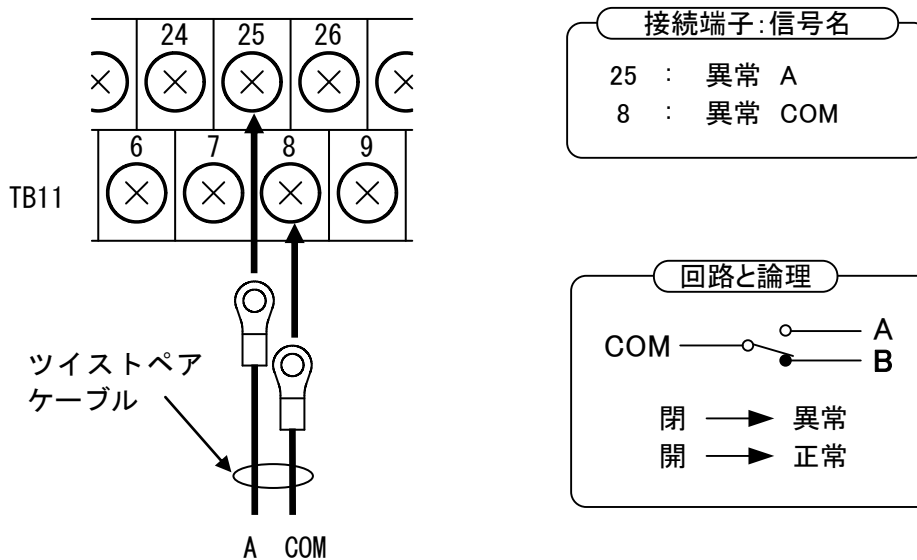 24 25 26
6 7 8 9
TB11
ツイストペア
ケーブル
A COM
接続端子:信号名
25 : 異常 A
8 : 異常 COM
回路と論理
A
COM
B
閉 → 異常
開 → 正常